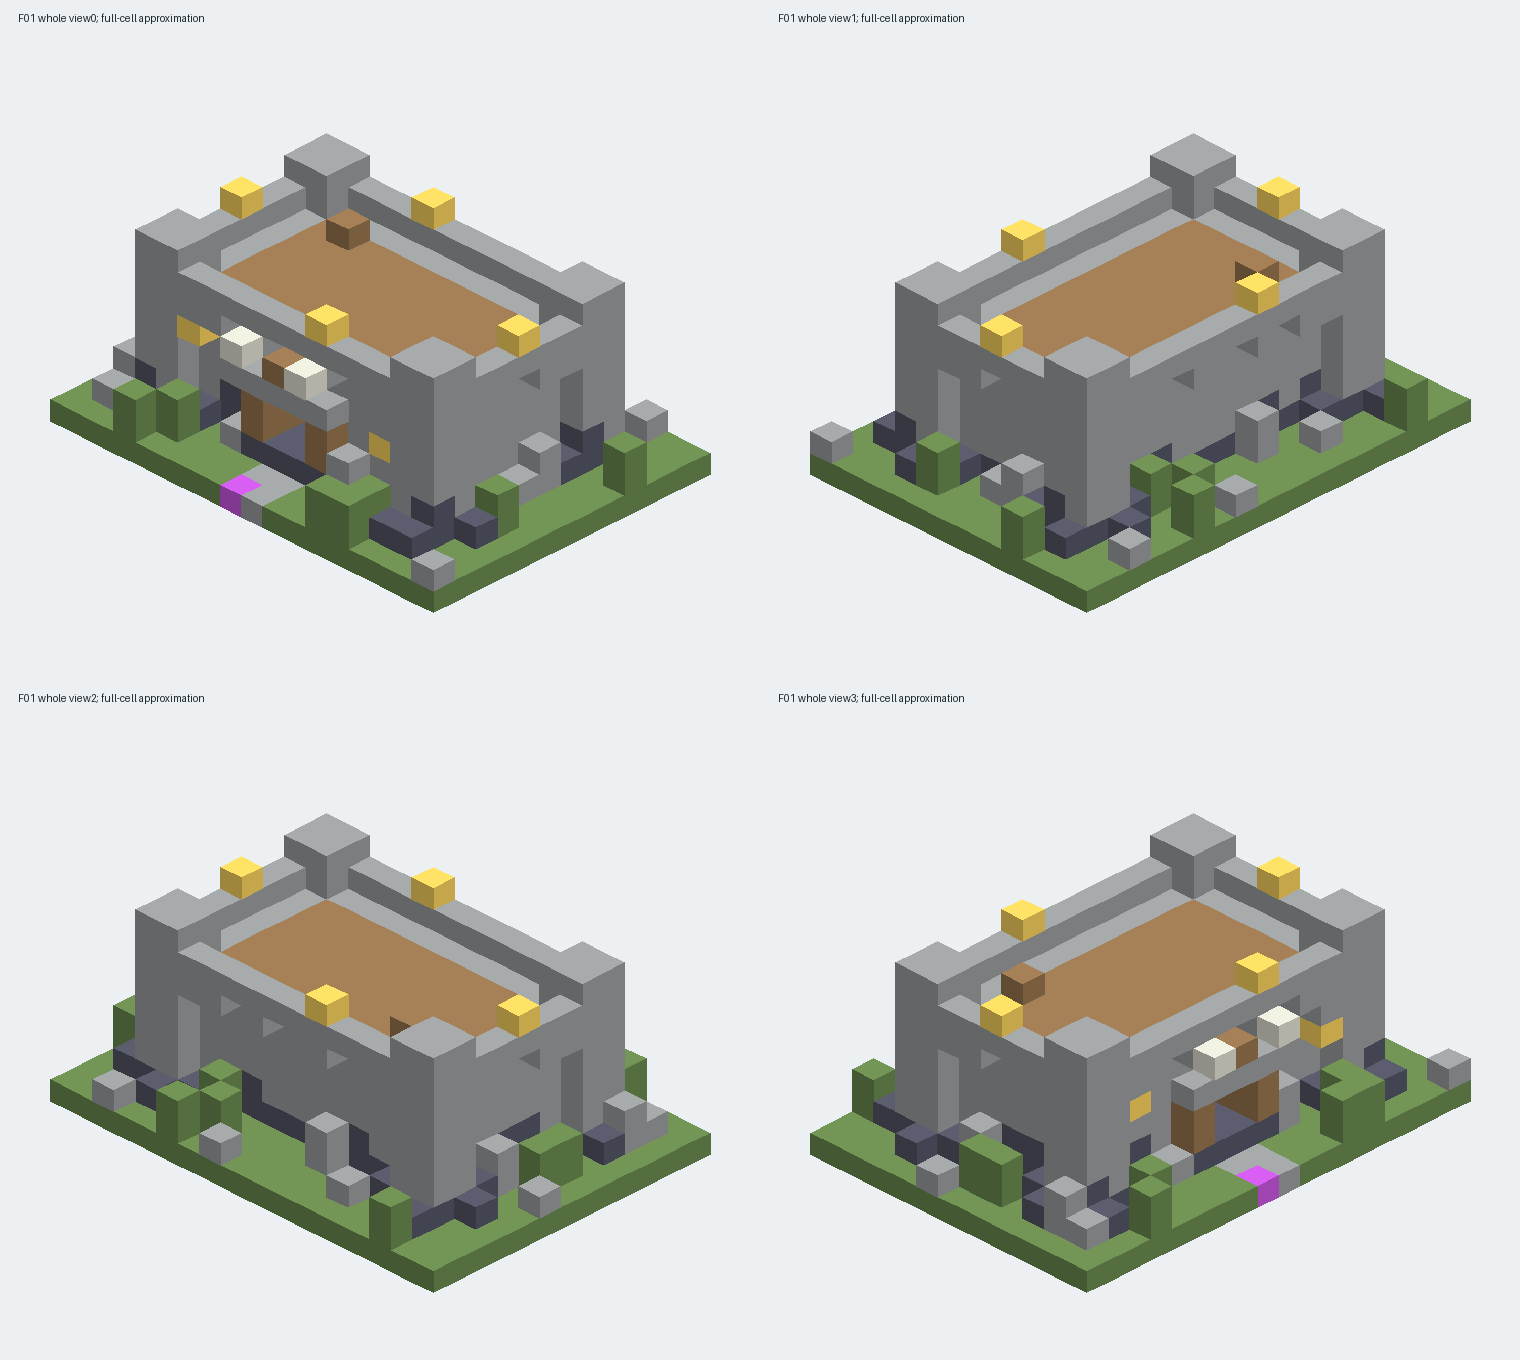 F01 whole view0; full-cell approximation
F01 whole view1; full-cell approximation
F01 whole view2; full-cell approximation
F01 whole view3; full-cell approximation